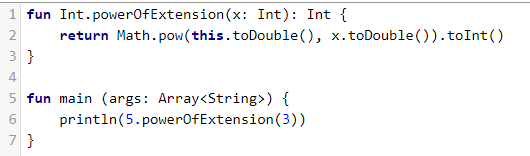 1 fun Int.powerOfExtension(x: Int): Int {
2     return Math.pow(this.toDouble(), x.toDouble()).toInt()
3 }
4
5 fun main (args: Array<String>) {
6     println(5.powerOfExtension(3))
7 }